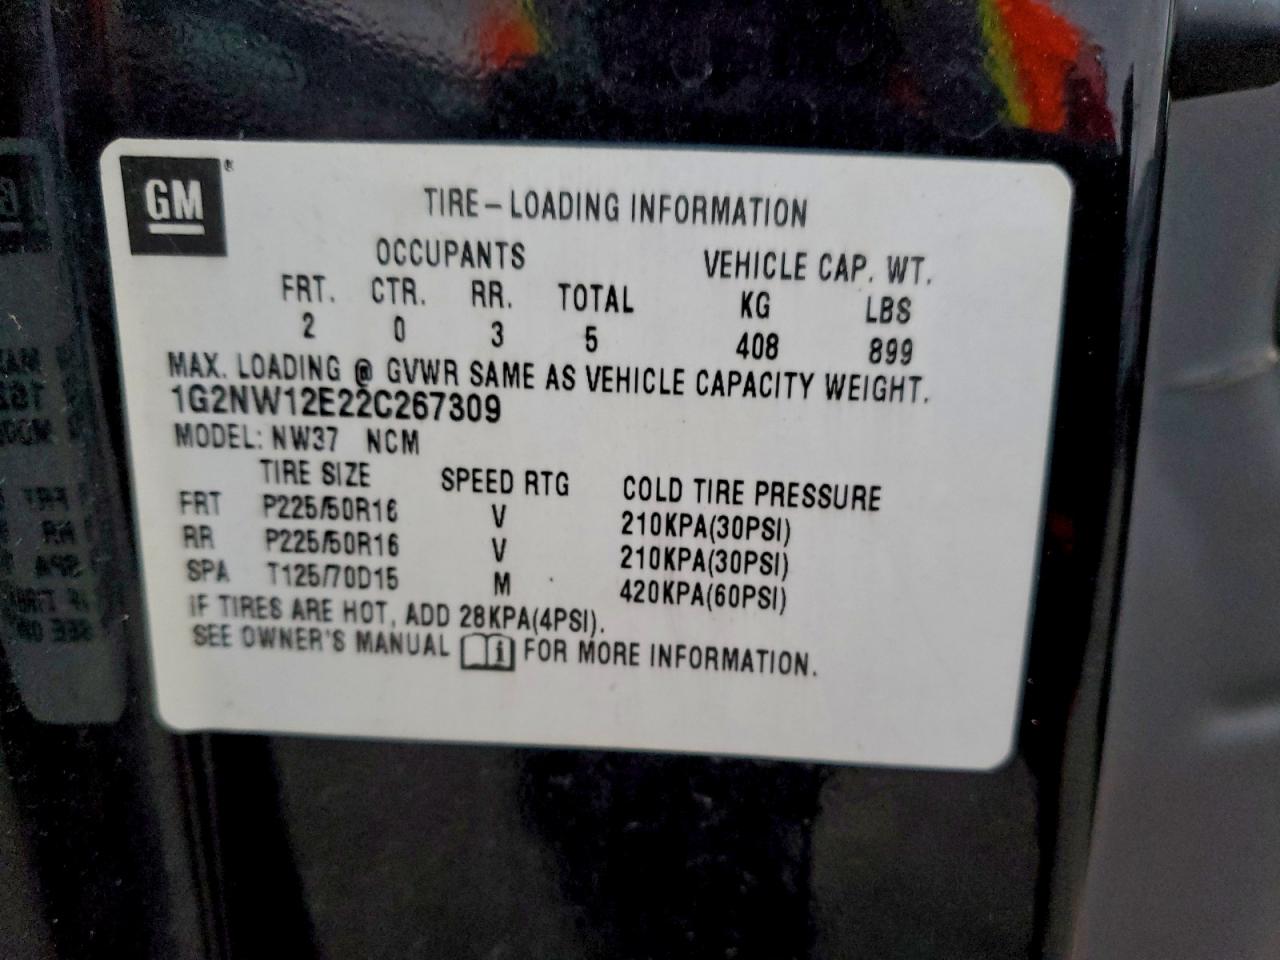 GM®
TIRE – LOADING INFORMATION
OCCUPANTS VEHICLE CAP. WT.
FRT. CTR. RR. TOTAL KG LBS
2 0 3 5 408 899
MAX. LOADING @ GVWR SAME AS VEHICLE CAPACITY WEIGHT.
1G2NW12E22C267309
MODEL: NW37 NCM
TIRE SIZE SPEED RTG COLD TIRE PRESSURE
FRT P225/50R16 V 210KPA(30PSI)
RR P225/50R16 V 210KPA(30PSI)
SPA T125/70D15 M 420KPA(60PSI)
IF TIRES ARE HOT, ADD 28KPA(4PSI).
SEE OWNER'S MANUAL i FOR MORE INFORMATION.